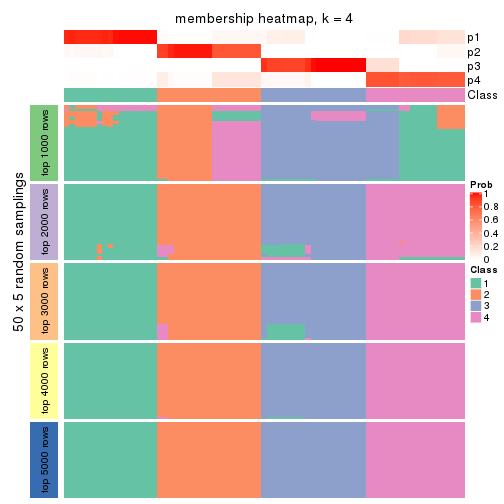 membership heatmap, k = 4
p1
p2
p3
p4
Class
50 x 5 random samplings
top 1000 rows
top 2000 rows
top 3000 rows
top 4000 rows
top 5000 rows
Prob
1
0.8
0.6
0.4
0.2
0
Class
1
2
3
4